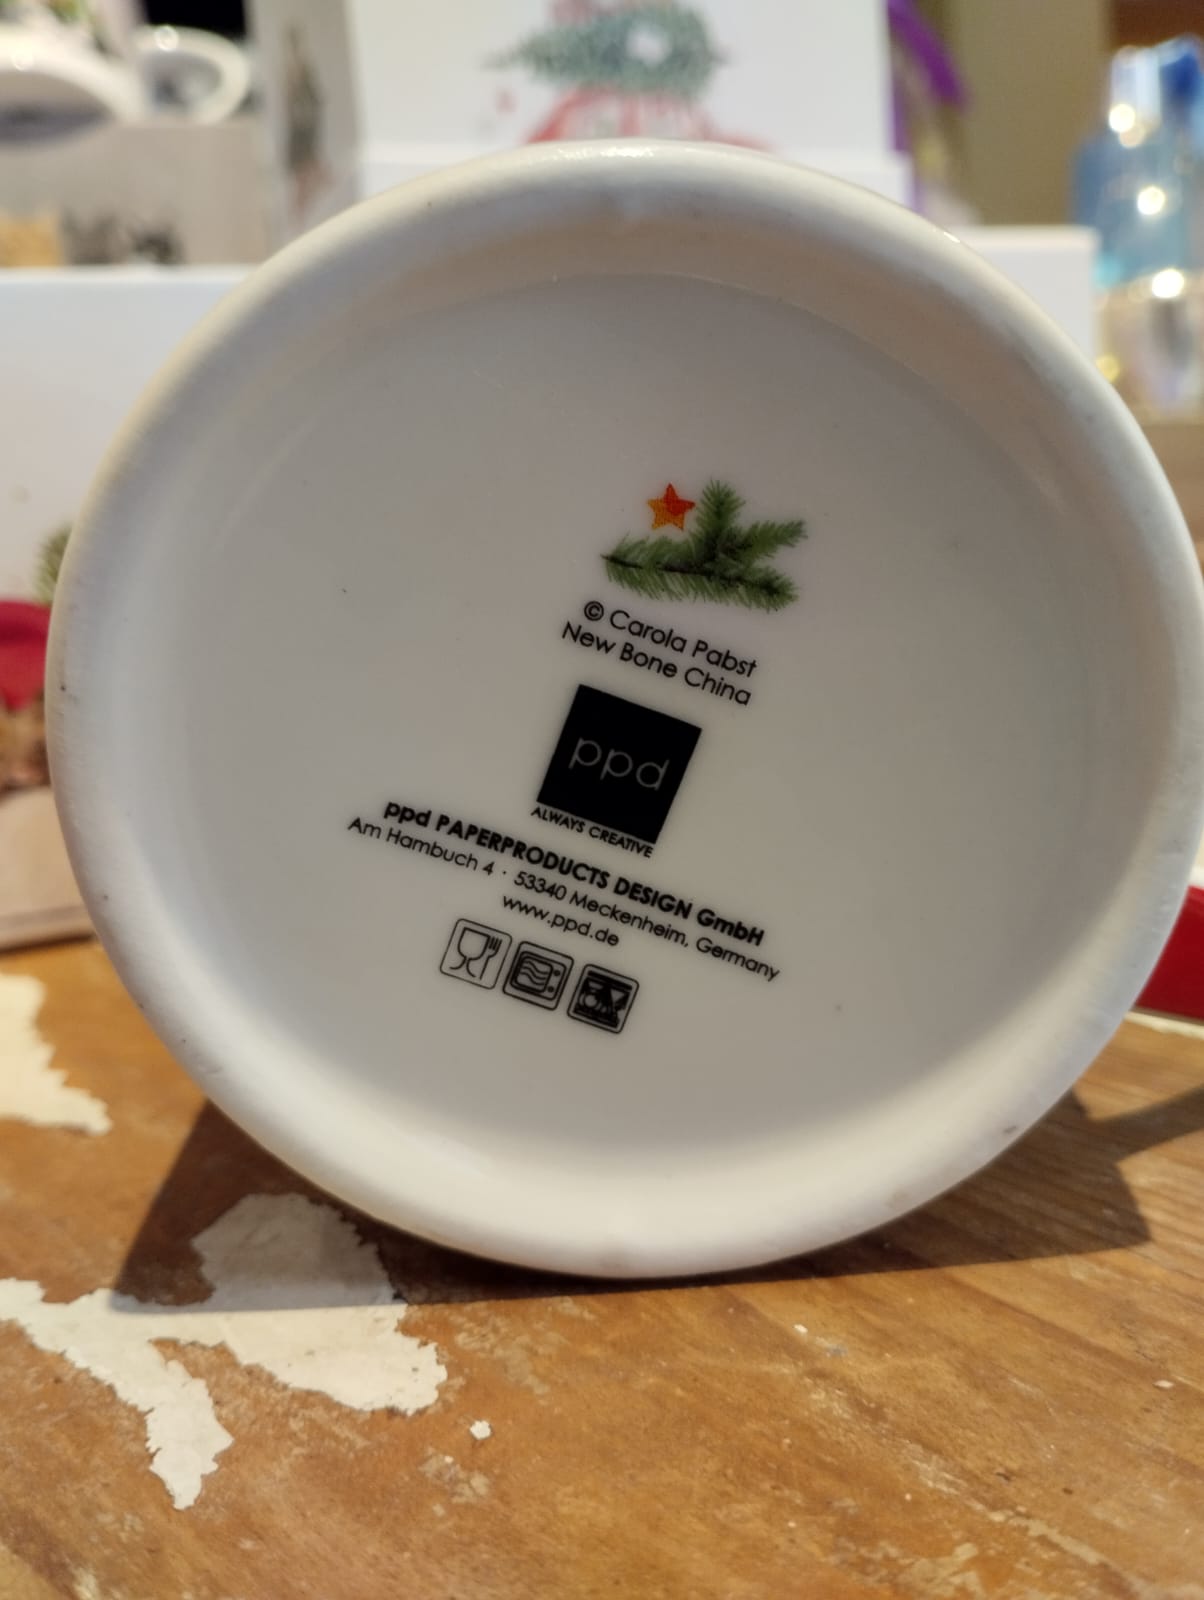 © Carola Pabst
New Bone China
ppd
ALWAYS CREATIVE
ppd PAPERPRODUCTS DESIGN GmbH
Am Hambuch 4 · 53340 Meckenheim, Germany
www.ppd.de